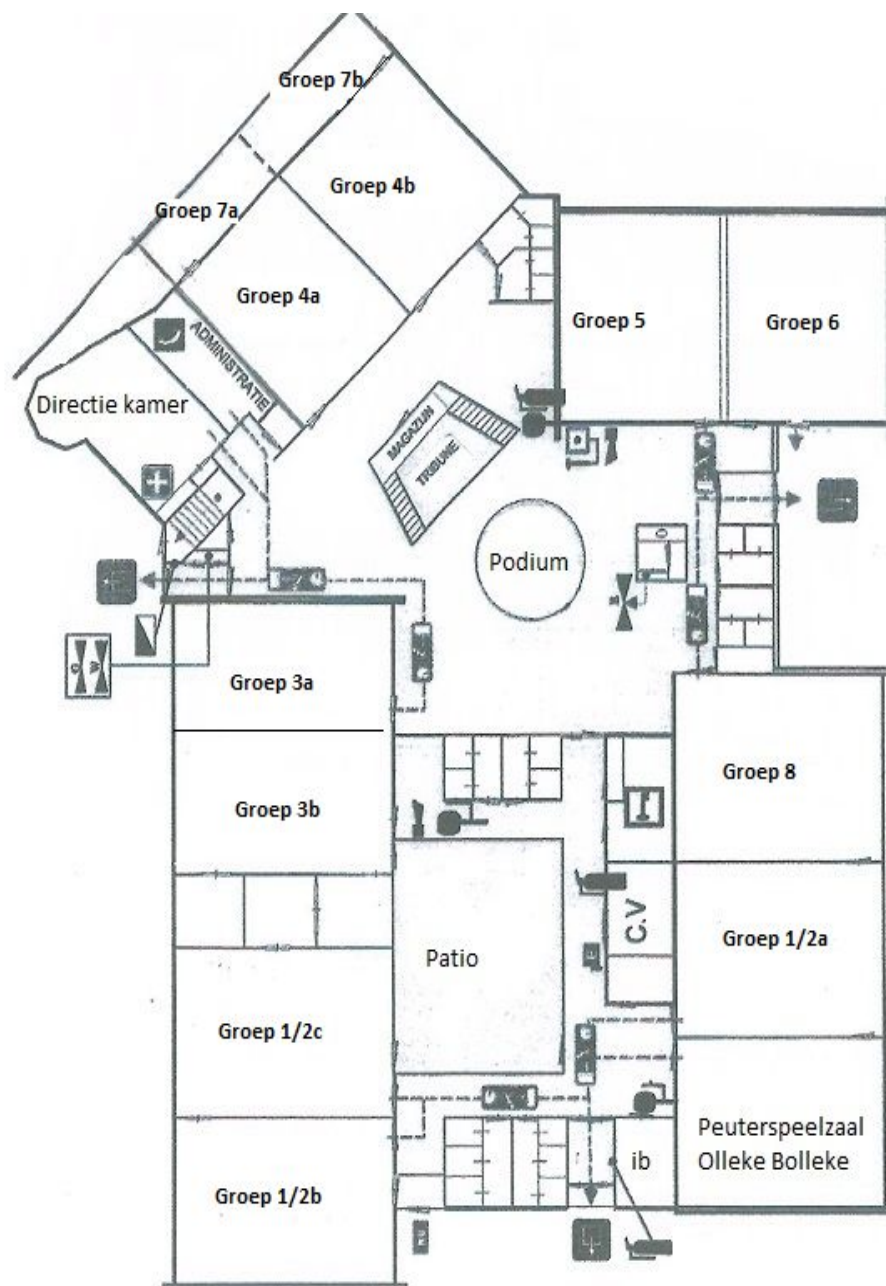 Groep 7b
Groep 4b
Groep 7a
Groep 4a
Groep 5
Groep 6
ADMINISTRATIE
Directie kamer
MAGAZIJN
TRIBUNE
Podium
Groep 3a
Groep 3b
Groep 8
C.V
Groep 1/2a
Patio
Groep 1/2c
Peuterspeelzaal
Olleke Bolleke
ib
Groep 1/2b